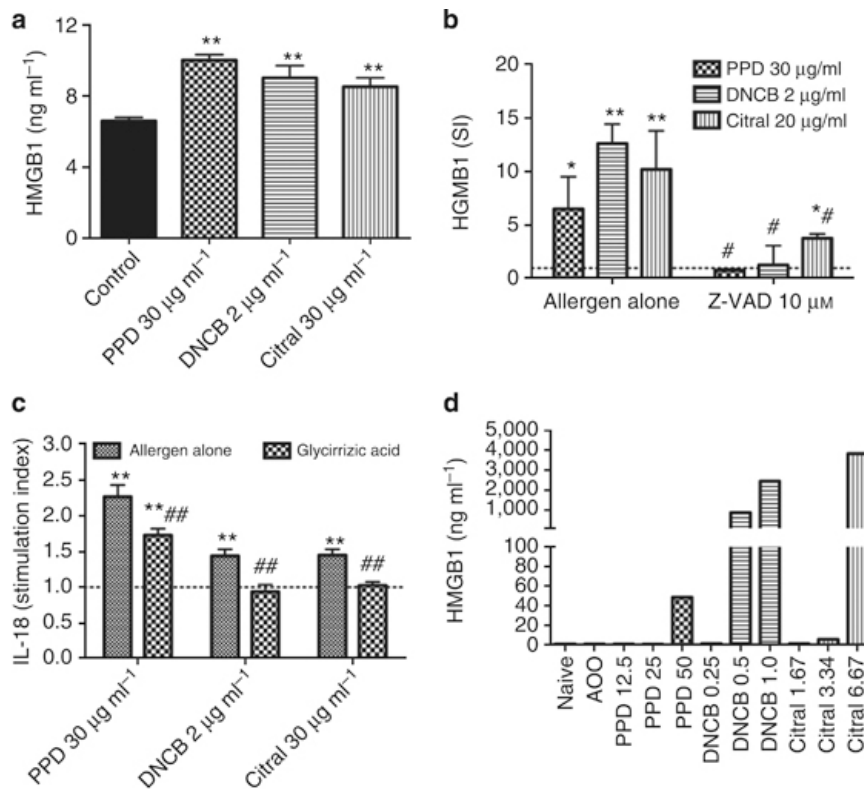 a
HMGB1 (ng ml⁻¹)
12
8
4
0
**
**
**
Control
PPD 30 µg ml⁻¹
DNCB 2 µg ml⁻¹
Citral 30 µg ml⁻¹
b
HGMB1 (SI)
20
15
10
5
0
PPD 30 µg/ml
DNCB 2 µg/ml
Citral 20 µg/ml
*
**
**
#
#
*#
Allergen alone
Z-VAD 10 µM
c
IL-18 (stimulation index)
3.0
2.5
2.0
1.5
1.0
0.5
0.0
Allergen alone
Glycirrizic acid
**
**##
**
##
**
##
PPD 30 µg ml⁻¹
DNCB 2 µg ml⁻¹
Citral 30 µg ml⁻¹
d
HMGB1 (ng ml⁻¹)
5,000
4,000
3,000
2,000
1,000
100
80
60
40
20
0
Naive
AOO
PPD 12.5
PPD 25
PPD 50
DNCB 0.25
DNCB 0.5
DNCB 1.0
Citral 1.67
Citral 3.34
Citral 6.67